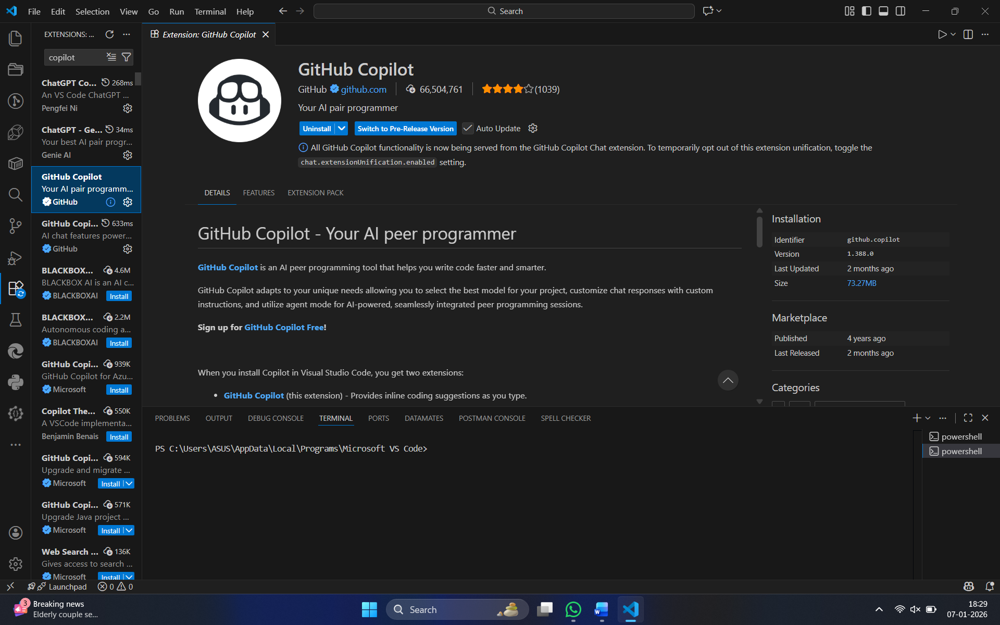 File Edit Selection View Go Run Terminal Help
Search
EXTENSIONS: ...
Extension: GitHub Copilot
copilot
ChatGPT Co... 268ms
An VS Code ChatGPT ...
Pengfei Ni
ChatGPT - Ge... 34ms
Your best AI pair progr...
Genie AI
GitHub Copilot
Your AI pair programm...
GitHub
GitHub Copi... 633ms
AI chat features power...
GitHub
BLACKBOX... 4.6M
BLACKBOX AI is an AI c...
BLACKBOXAI Install
BLACKBOX... 2.2M
Autonomous coding a...
BLACKBOXAI Install
GitHub Copi... 939K
GitHub Copilot for Azu...
Microsoft Install
Copilot The... 550K
A VSCode implementa...
Benjamin Benais Install
GitHub Copi... 594K
Upgrade and migrate ...
Microsoft Install
GitHub Copi... 571K
Upgrade Java project ...
Microsoft Install
Web Search ... 136K
Gives access to search ...
Microsoft Install
GitHub Copilot
GitHub github.com 66,504,761 (1039)
Your AI pair programmer
Uninstall Switch to Pre-Release Version Auto Update
All GitHub Copilot functionality is now being served from the GitHub Copilot Chat extension. To temporarily opt out of this extension unification, toggle the
chat.extensionUnification.enabled setting.
DETAILS FEATURES EXTENSION PACK
GitHub Copilot - Your AI peer programmer
GitHub Copilot is an AI peer programming tool that helps you write code faster and smarter.
GitHub Copilot adapts to your unique needs allowing you to select the best model for your project, customize chat responses with custom
instructions, and utilize agent mode for AI-powered, seamlessly integrated peer programming sessions.
Sign up for GitHub Copilot Free!
When you install Copilot in Visual Studio Code, you get two extensions:
• GitHub Copilot (this extension) - Provides inline coding suggestions as you type.
Installation
Identifier github.copilot
Version 1.388.0
Last Updated 2 months ago
Size 73.27MB
Marketplace
Published 4 years ago
Last Released 2 months ago
Categories
PROBLEMS OUTPUT DEBUG CONSOLE TERMINAL PORTS DATAMATES POSTMAN CONSOLE SPELL CHECKER
PS C:\Users\ASUS\AppData\Local\Programs\Microsoft VS Code>
powershell
powershell
Launchpad 0 0
3
Breaking news
Elderly couple se...
Search
18:29
07-01-2026